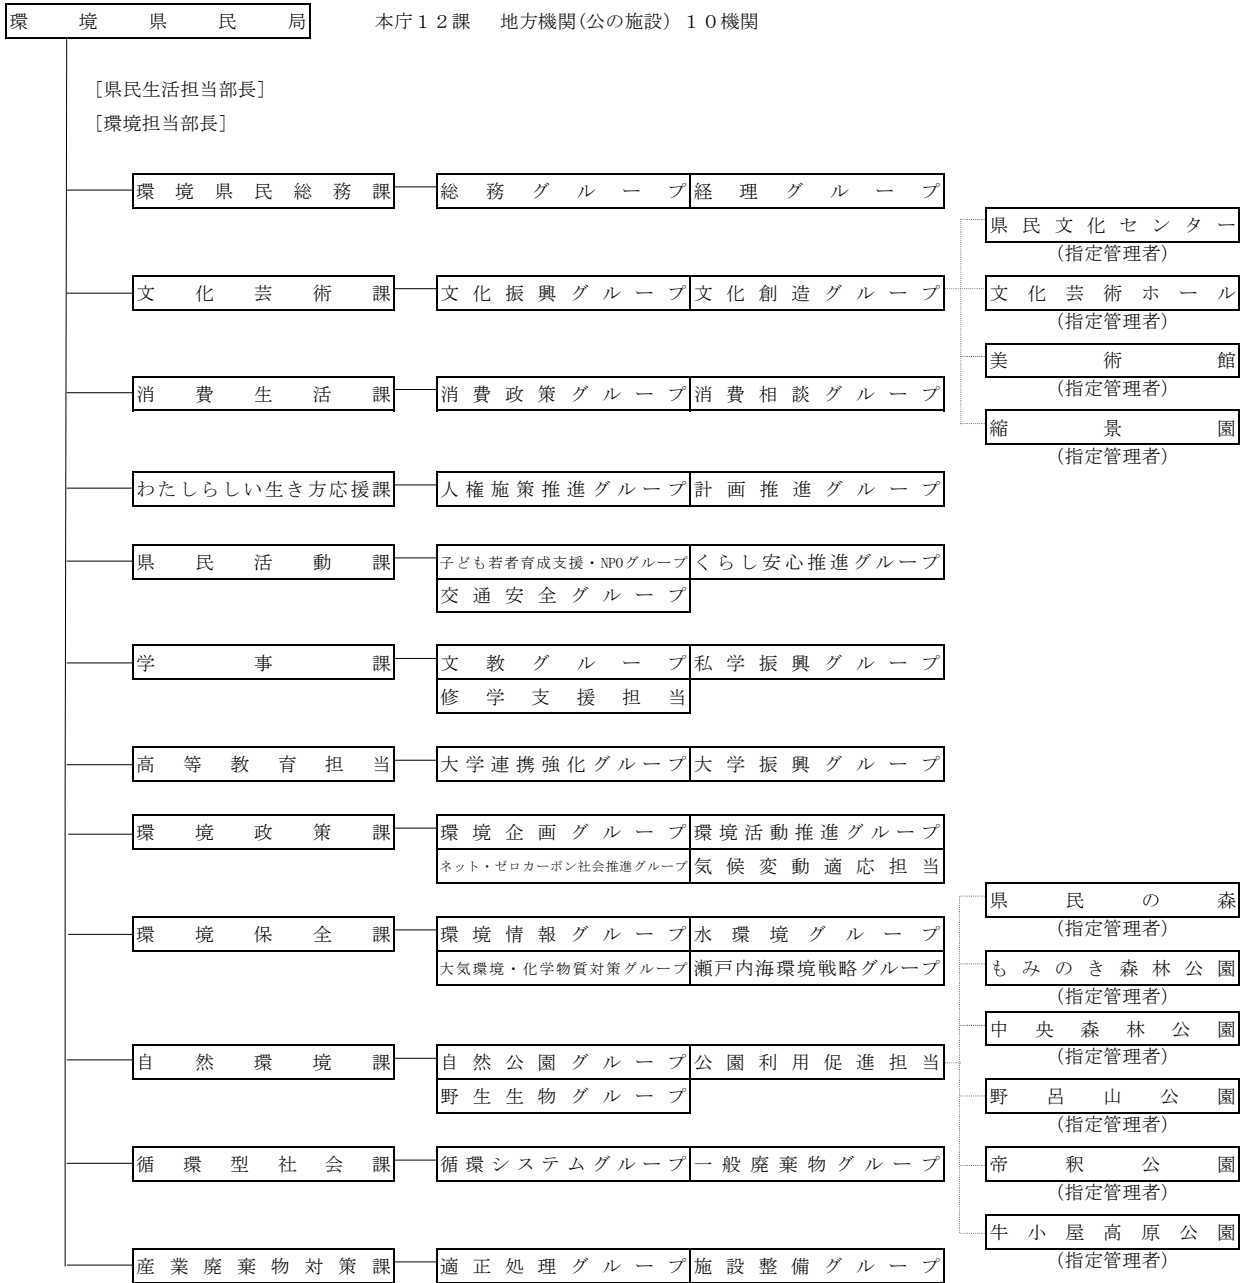 環境県民局 本庁１２課 地方機関(公の施設) １０機関
[県民生活担当部長]
[環境担当部長]
環境県民総務課 総務グループ 経理グループ
県民文化センター
(指定管理者)
文化芸術課 文化振興グループ 文化創造グループ 文化芸術ホール
(指定管理者)
美術館
(指定管理者)
消費生活課 消費政策グループ 消費相談グループ
縮景園
(指定管理者)
わたしらしい生き方応援課 人権施策推進グループ 計画推進グループ
県民活動課 子ども若者育成支援・NPOグループ くらし安心推進グループ
交通安全グループ
学事課 文教グループ 私学振興グループ
修学支援担当
高等教育担当 大学連携強化グループ 大学振興グループ
環境政策課 環境企画グループ 環境活動推進グループ
ネット・ゼロカーボン社会推進グループ 気候変動適応担当
県民の森
(指定管理者)
環境保全課 環境情報グループ 水環境グループ
大気環境・化学物質対策グループ 瀬戸内海環境戦略グループ もみのき森林公園
(指定管理者)
中央森林公園
(指定管理者)
自然環境課 自然公園グループ 公園利用促進担当
野生生物グループ 野呂山公園
(指定管理者)
循環型社会課 循環システムグループ 一般廃棄物グループ 帝釈公園
(指定管理者)
牛小屋高原公園
(指定管理者)
産業廃棄物対策課 適正処理グループ 施設整備グループ